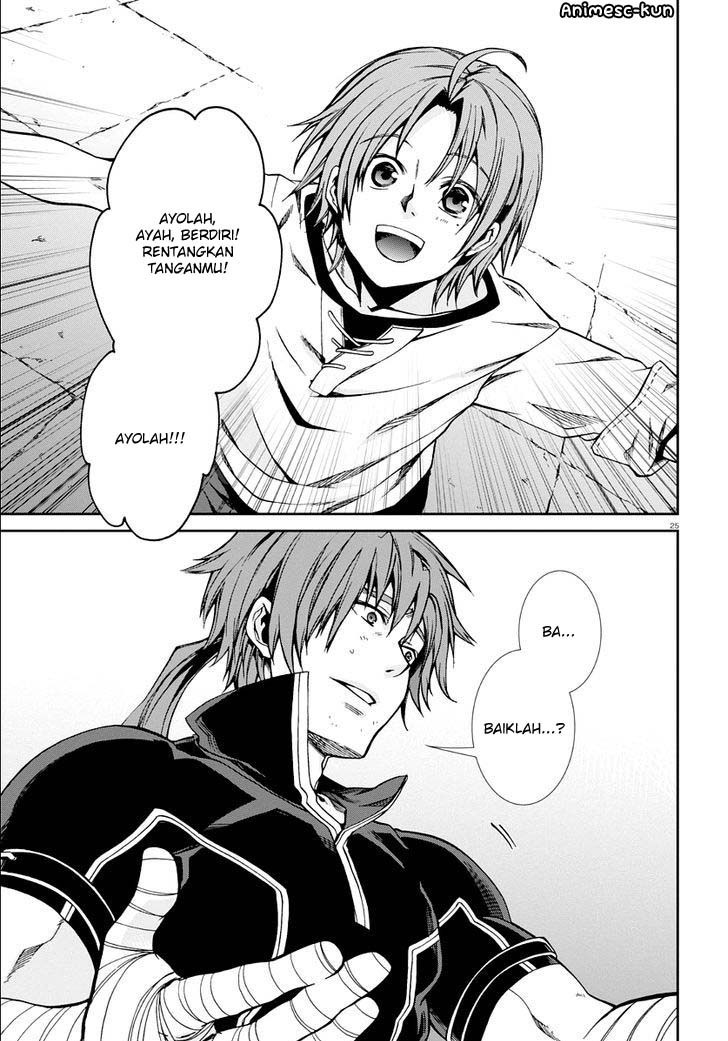 Animesc-kun
AYOLAH,
AYAH, BERDIRI!
RENTANGKAN
TANGANMU!
AYOLAH!!!
25
BA...
BAIKLAH...?